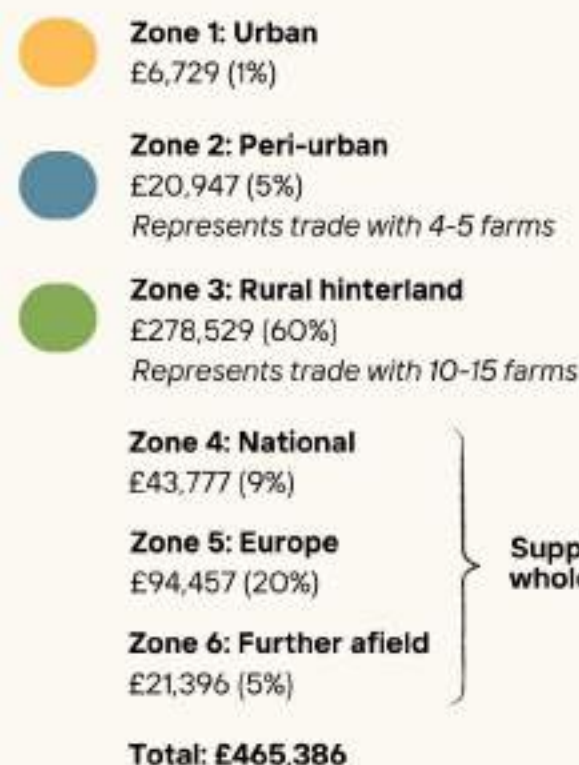 Zone 1: Urban
£6,729 (1%)
Zone 2: Peri-urban
£20,947 (5%)
Represents trade with 4-5 farms
Zone 3: Rural hinterland
£278,529 (60%)
Represents trade with 10-15 farms
Zone 4: National
£43,777 (9%)
Zone 5: Europe
£94,457 (20%)
Zone 6: Further afield
£21,396 (5%)
Total: £465,386